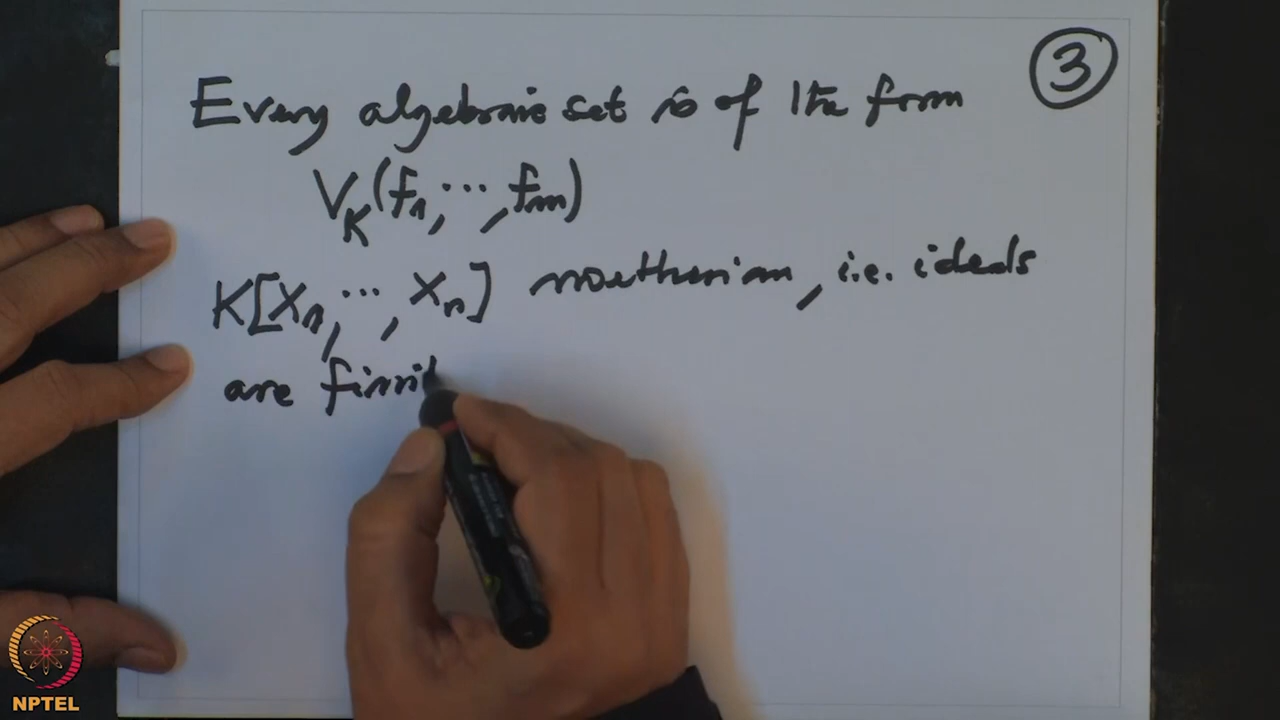 3
Every algebraic set is of the form
V_K(f_1, ..., f_m)
K[X_1, ..., X_n] noetherian, i.e. ideals
are finit
NPTEL